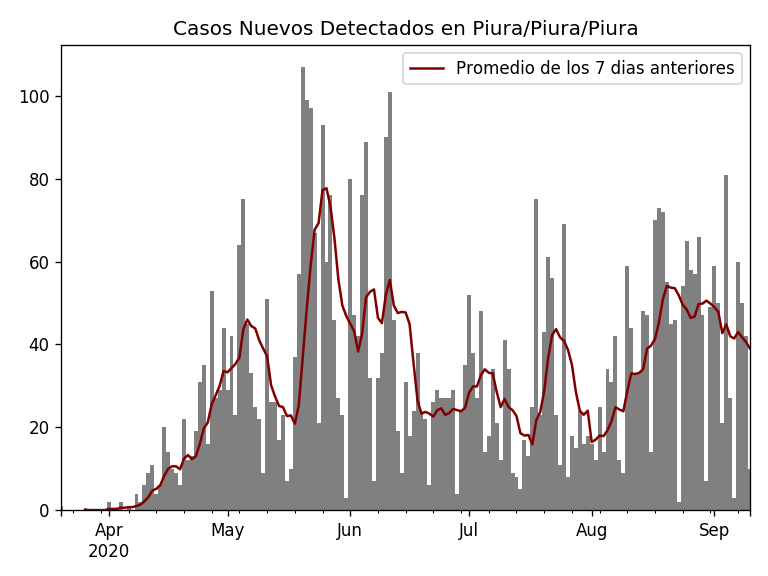 Casos Nuevos Detectados en Piura/Piura/Piura
Promedio de los 7 dias anteriores
100
80
60
40
20
0
Apr May Jun Jul Aug Sep
2020